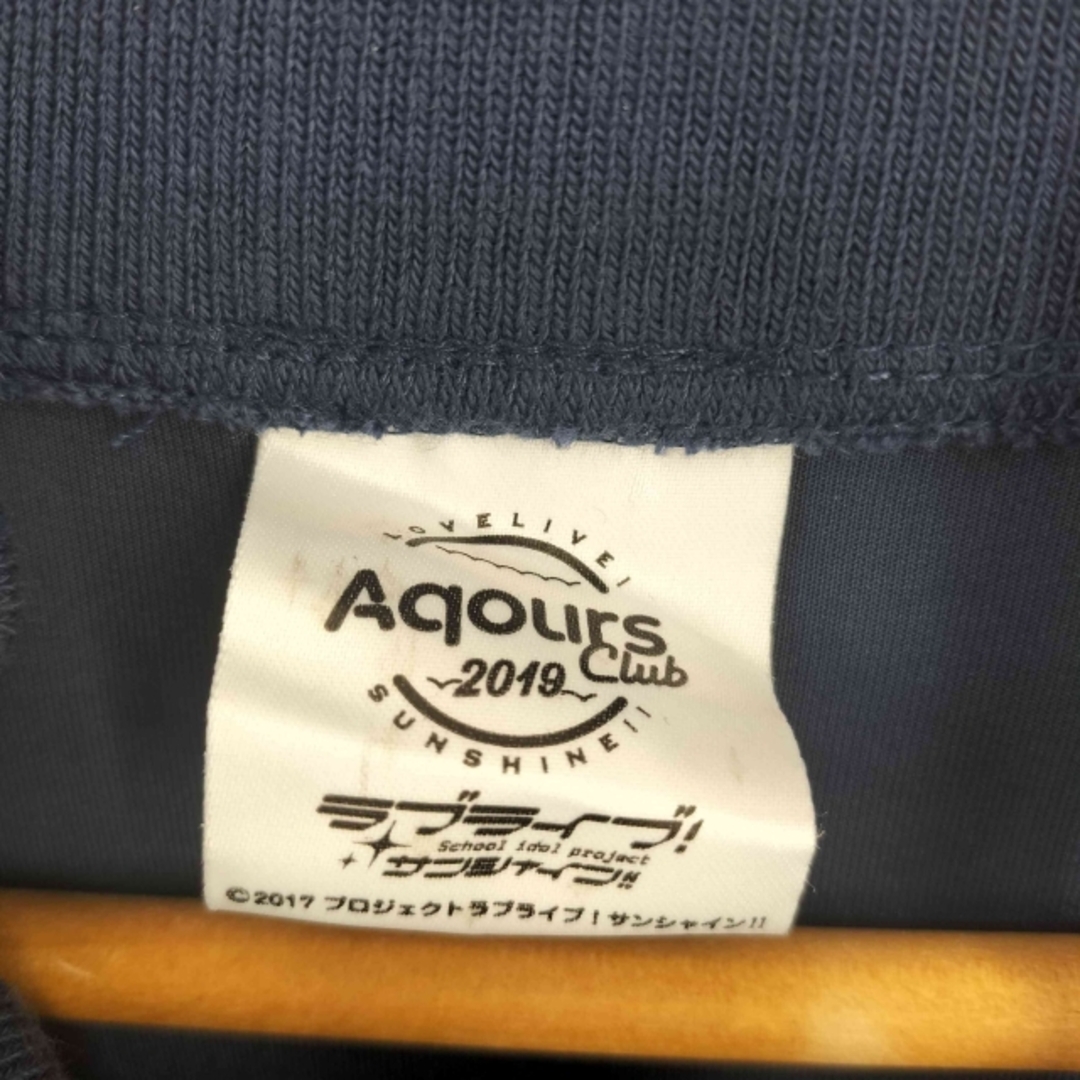 LOVELIVE!
Aqours
Club
2019
SUNSHINE!!
ラブライブ!
School idol project
サンシャイン!!
©2017 プロジェクトラブライブ!サンシャイン!!